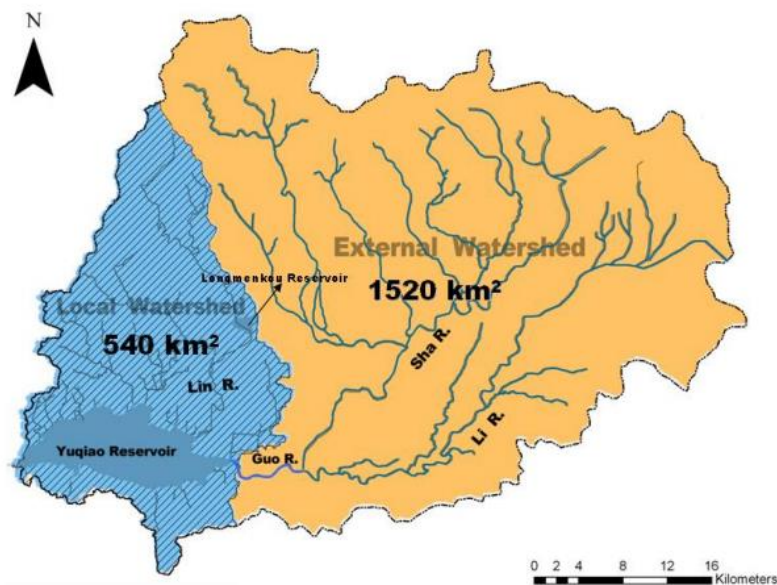 N
External Watershed
1520 km²
Longmenkou Reservoir
Local Watershed
540 km²
Sha R.
Lin R.
Li R.
Yuqiao Reservoir
Guo R.
0 2 4 8 12 16
Kilometers